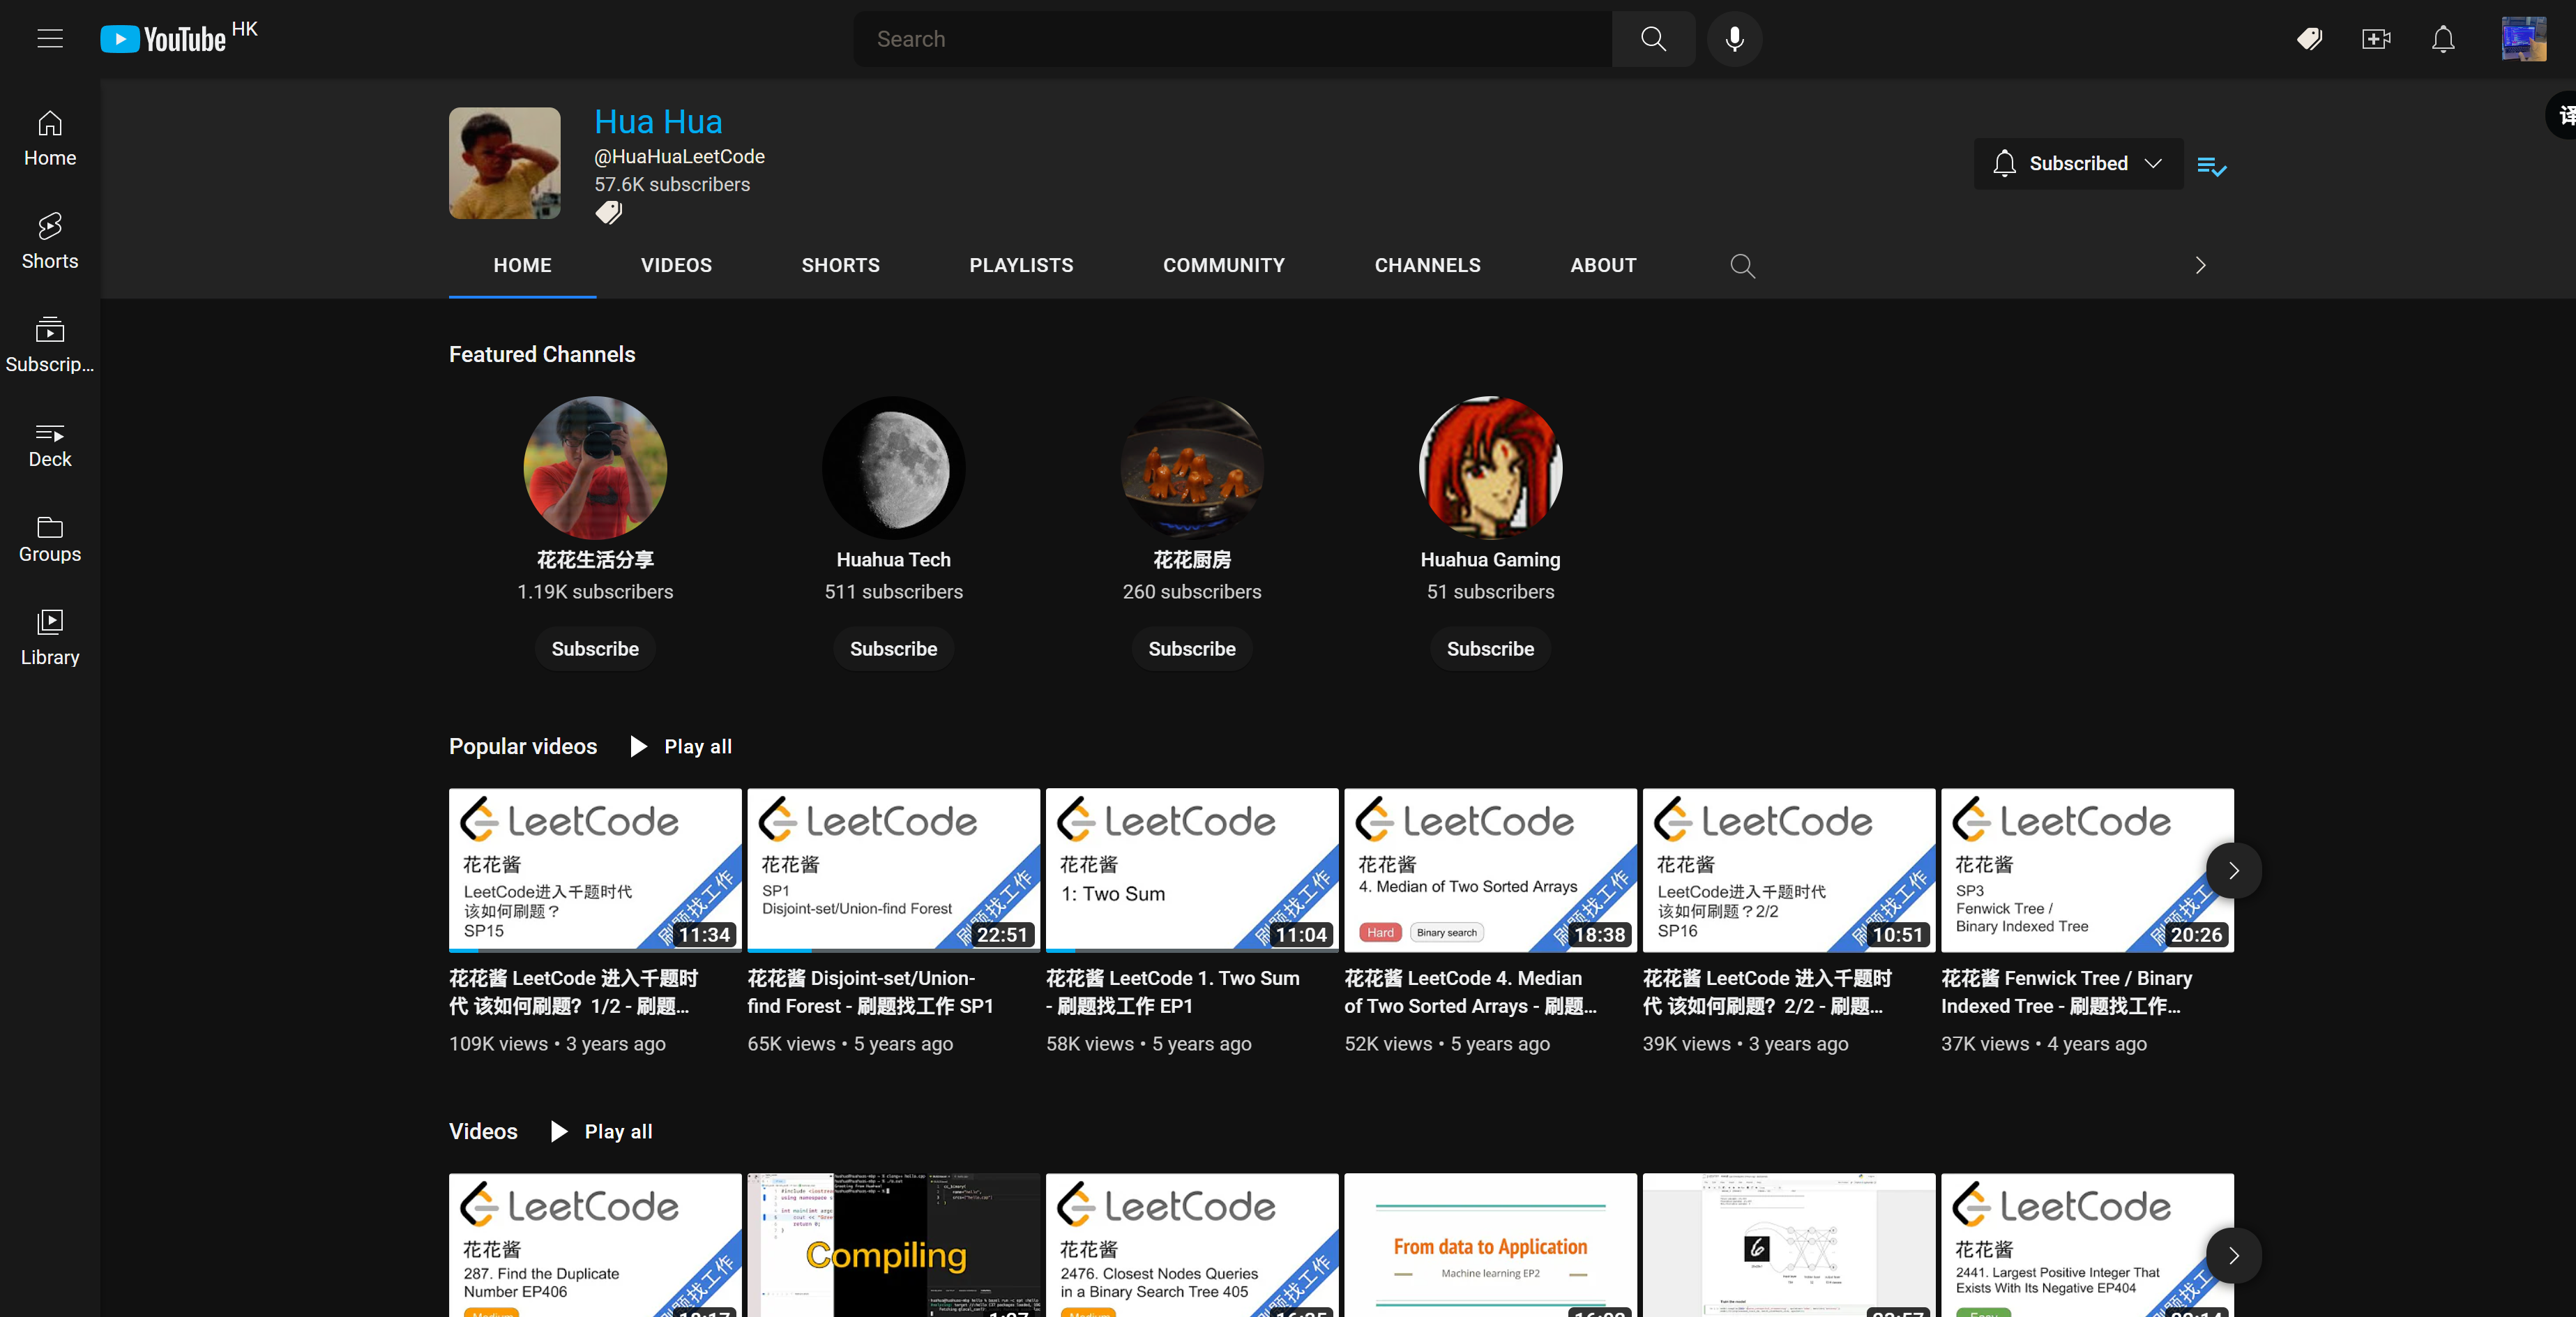 YouTube HK
Search
译
Home
Shorts
Subscrip...
Deck
Groups
Library
Hua Hua
@HuaHuaLeetCode
57.6K subscribers
Subscribed
HOME VIDEOS SHORTS PLAYLISTS COMMUNITY CHANNELS ABOUT
Featured Channels
花花生活分享
1.19K subscribers
Subscribe
Huahua Tech
511 subscribers
Subscribe
花花厨房
260 subscribers
Subscribe
Huahua Gaming
51 subscribers
Subscribe
Popular videos Play all
LeetCode
花花酱
LeetCode进入千题时代
该如何刷题？
SP15
刷题找工作
11:34
花花酱 LeetCode 进入千题时
代 该如何刷题？1/2 - 刷题...
109K views • 3 years ago
LeetCode
花花酱
SP1
Disjoint-set/Union-find Forest
刷题找工作
22:51
花花酱 Disjoint-set/Union-
find Forest - 刷题找工作 SP1
65K views • 5 years ago
LeetCode
花花酱
1: Two Sum
刷题找工作
11:04
花花酱 LeetCode 1. Two Sum
- 刷题找工作 EP1
58K views • 5 years ago
LeetCode
花花酱
4. Median of Two Sorted Arrays
Hard Binary search
刷题找工作
18:38
花花酱 LeetCode 4. Median
of Two Sorted Arrays - 刷题...
52K views • 5 years ago
LeetCode
花花酱
LeetCode进入千题时代
该如何刷题？2/2
SP16
刷题找工作
10:51
花花酱 LeetCode 进入千题时
代 该如何刷题？2/2 - 刷题...
39K views • 3 years ago
LeetCode
花花酱
SP3
Fenwick Tree /
Binary Indexed Tree
刷题找工
20:26
花花酱 Fenwick Tree / Binary
Indexed Tree - 刷题找工作...
37K views • 4 years ago
Videos Play all
LeetCode
花花酱
287. Find the Duplicate
Number EP406
刷题找工作
Compiling
LeetCode
花花酱
2476. Closest Nodes Queries
in a Binary Search Tree 405
刷题找工作
From data to Application
Machine learning EP2
LeetCode
花花酱
2441. Largest Positive Integer That
Exists With Its Negative EP404
刷题找工